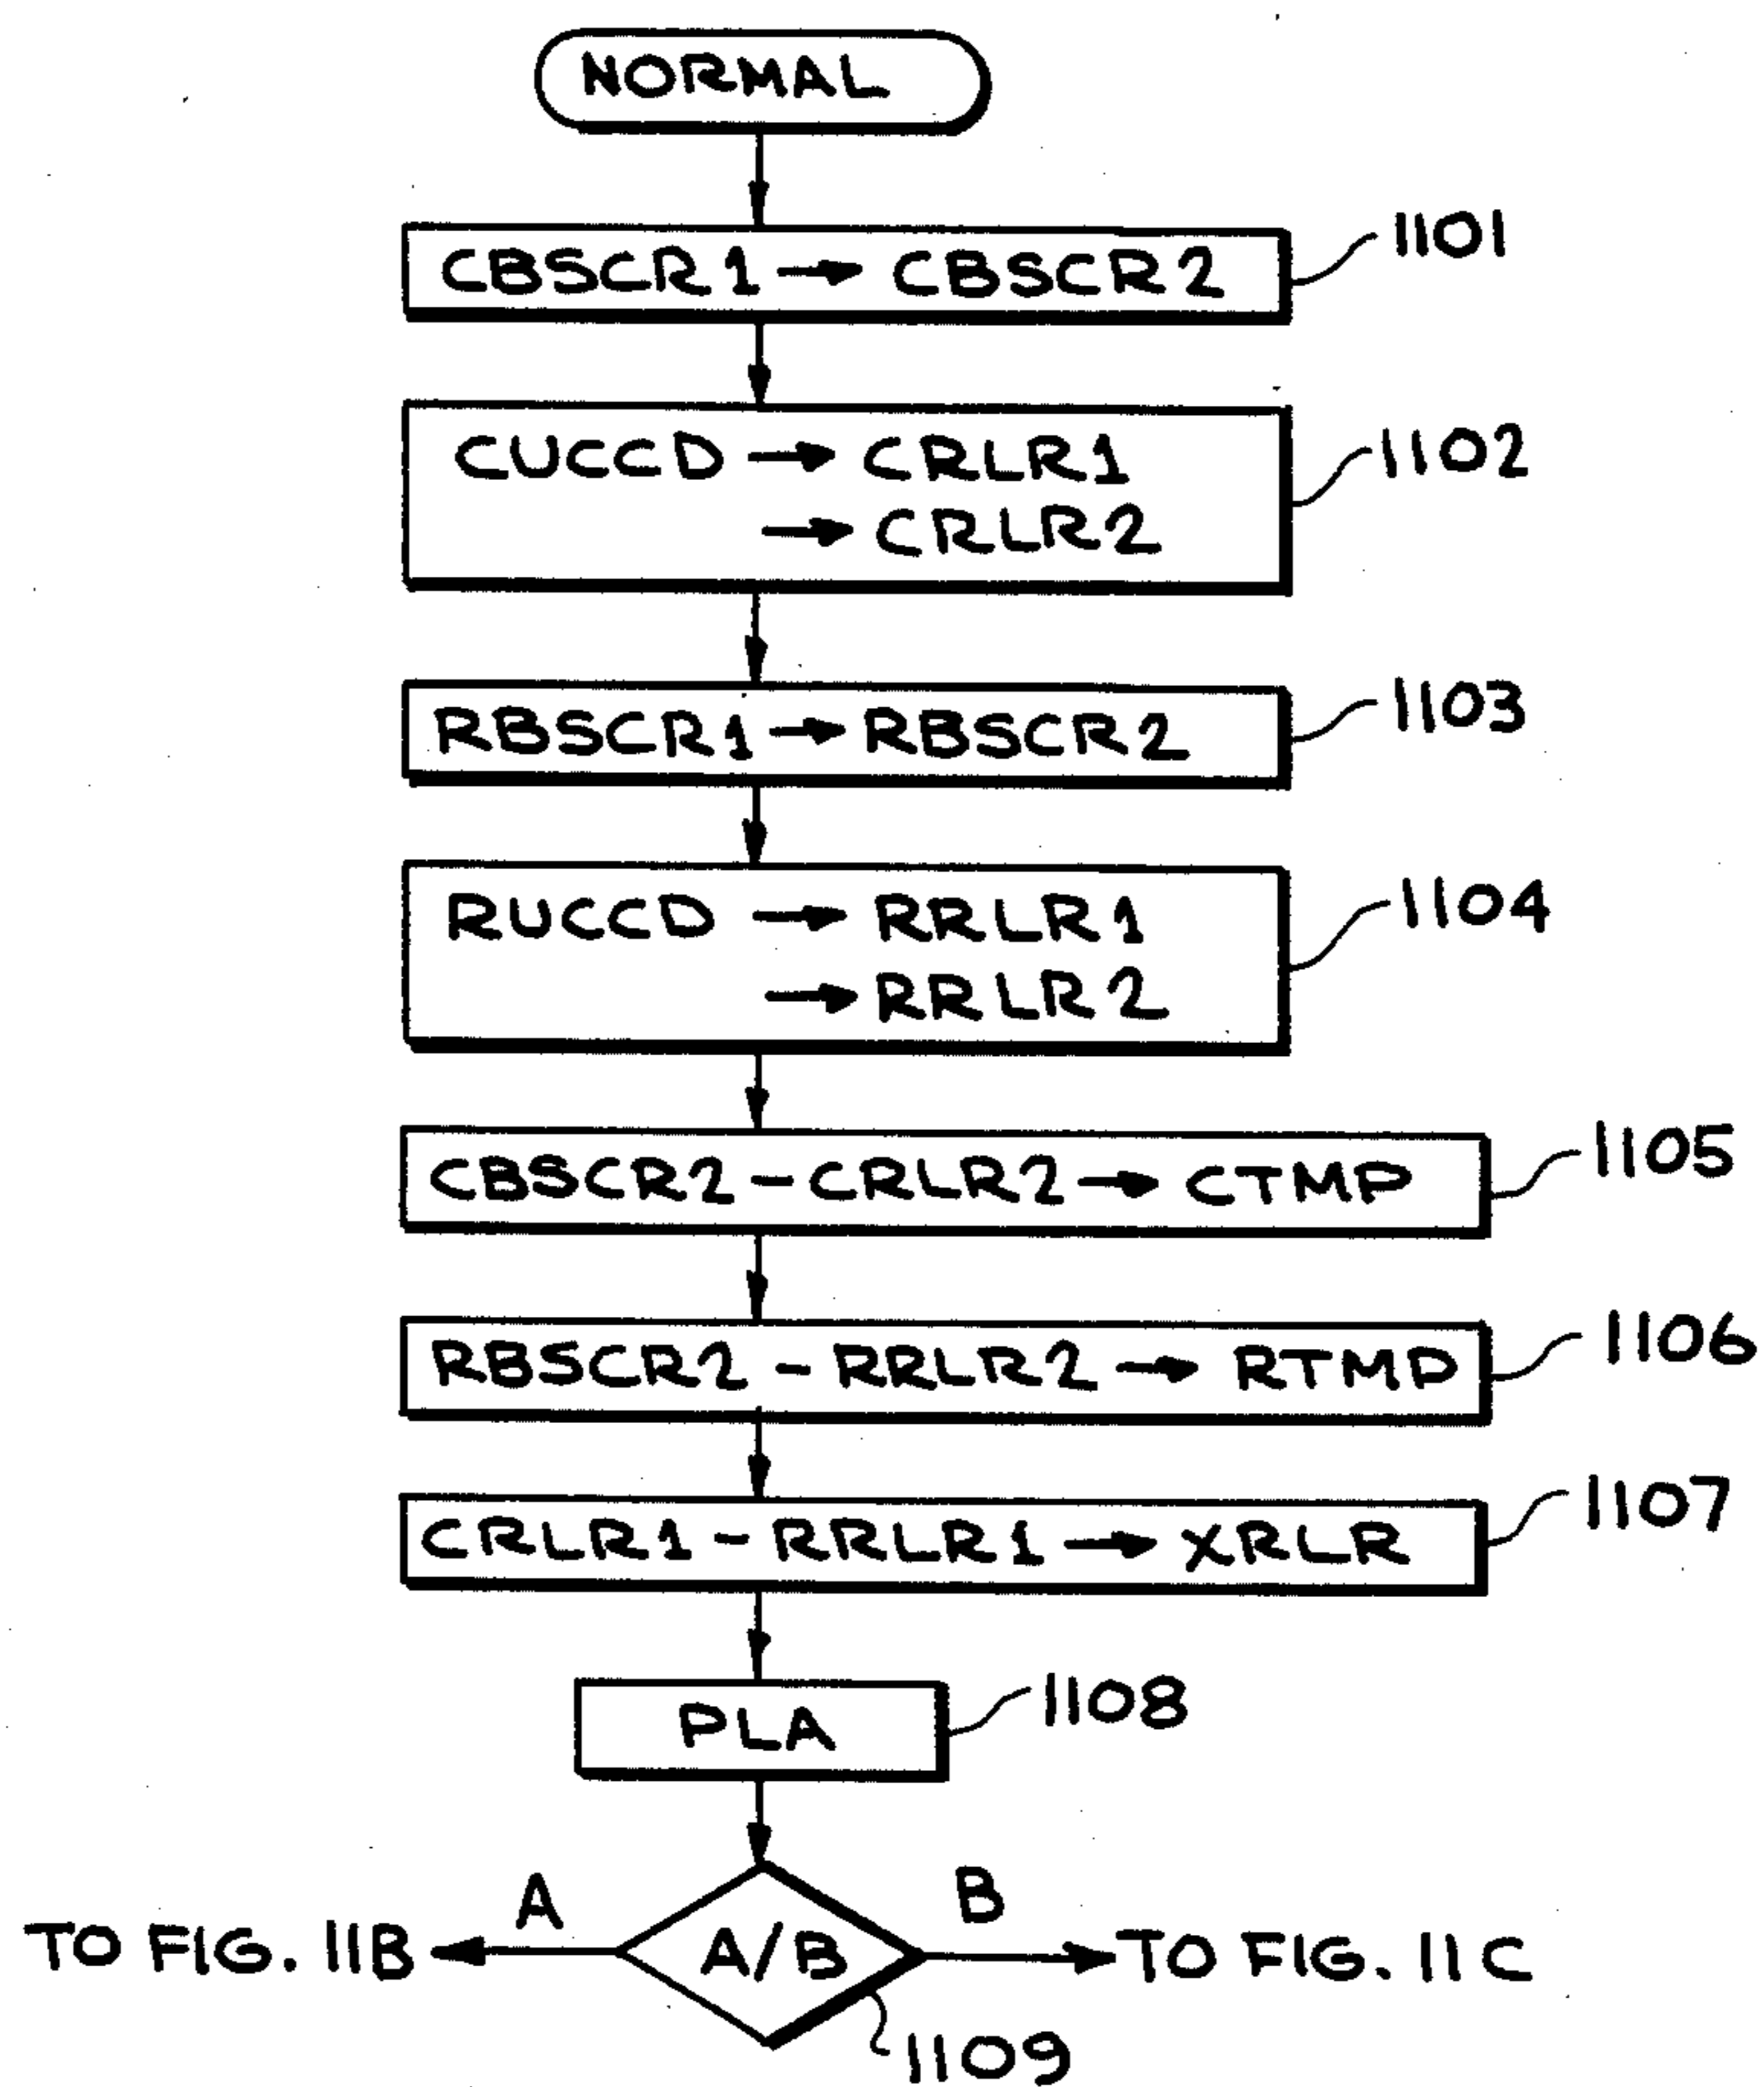 NORMAL
CBSCR1 → CBSCR2
1101
CUCCD → CRLR1
→ CRLR2
1102
RBSCR1 → RBSCR2
1103
RUCCD → RRLR1
→ RRLR2
1104
CBSCR2 - CRLR2 → CTMP
1105
RBSCR2 - RRLR2 → RTMP
1106
CRLR1 - RRLR1 → XRLR
1107
PLA
1108
A
B
TO FIG. 11B
A/B
TO FIG. 11C
1109